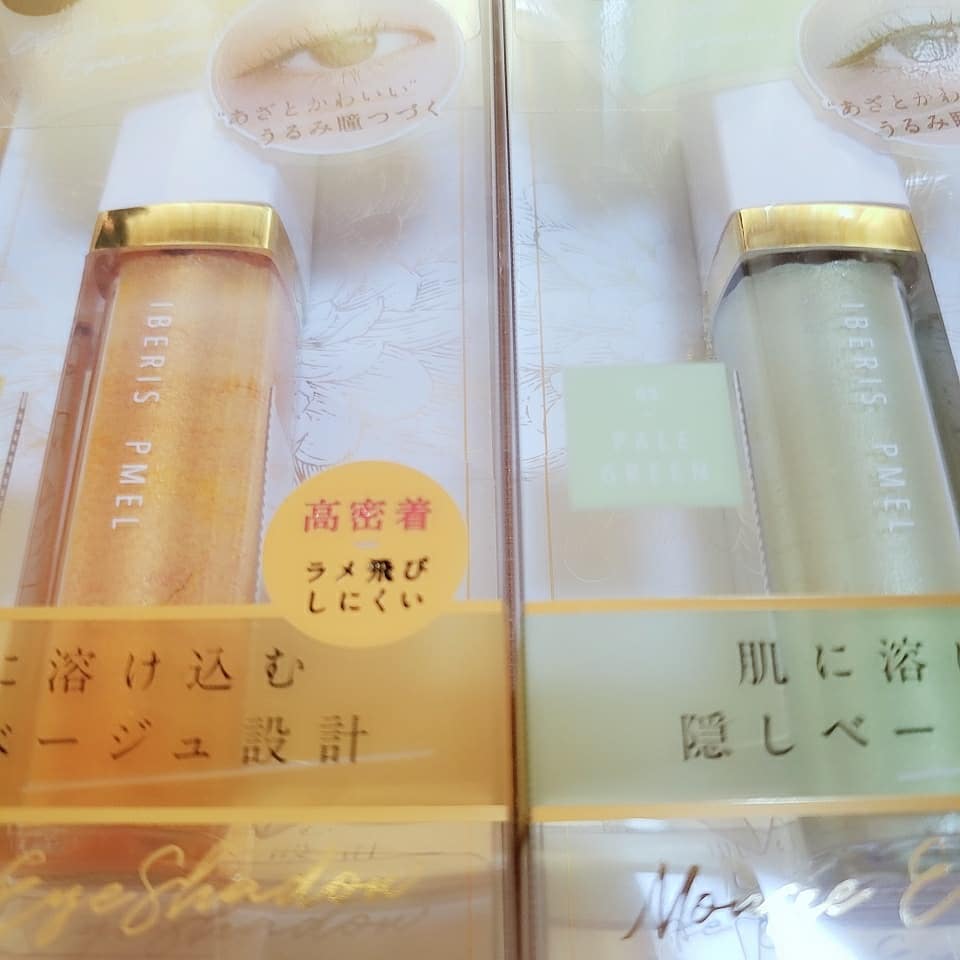 "あざとかわいい"
うるみ瞳つづく
IBERIS PMEL
高密着
ラメ飛び
しにくい
に溶け込む
ベージュ設計
EyeShadow
"あざとかわ
うるみ瞳
IBERIS PMEL
PALE
GREEN
肌に溶け
隠しベー